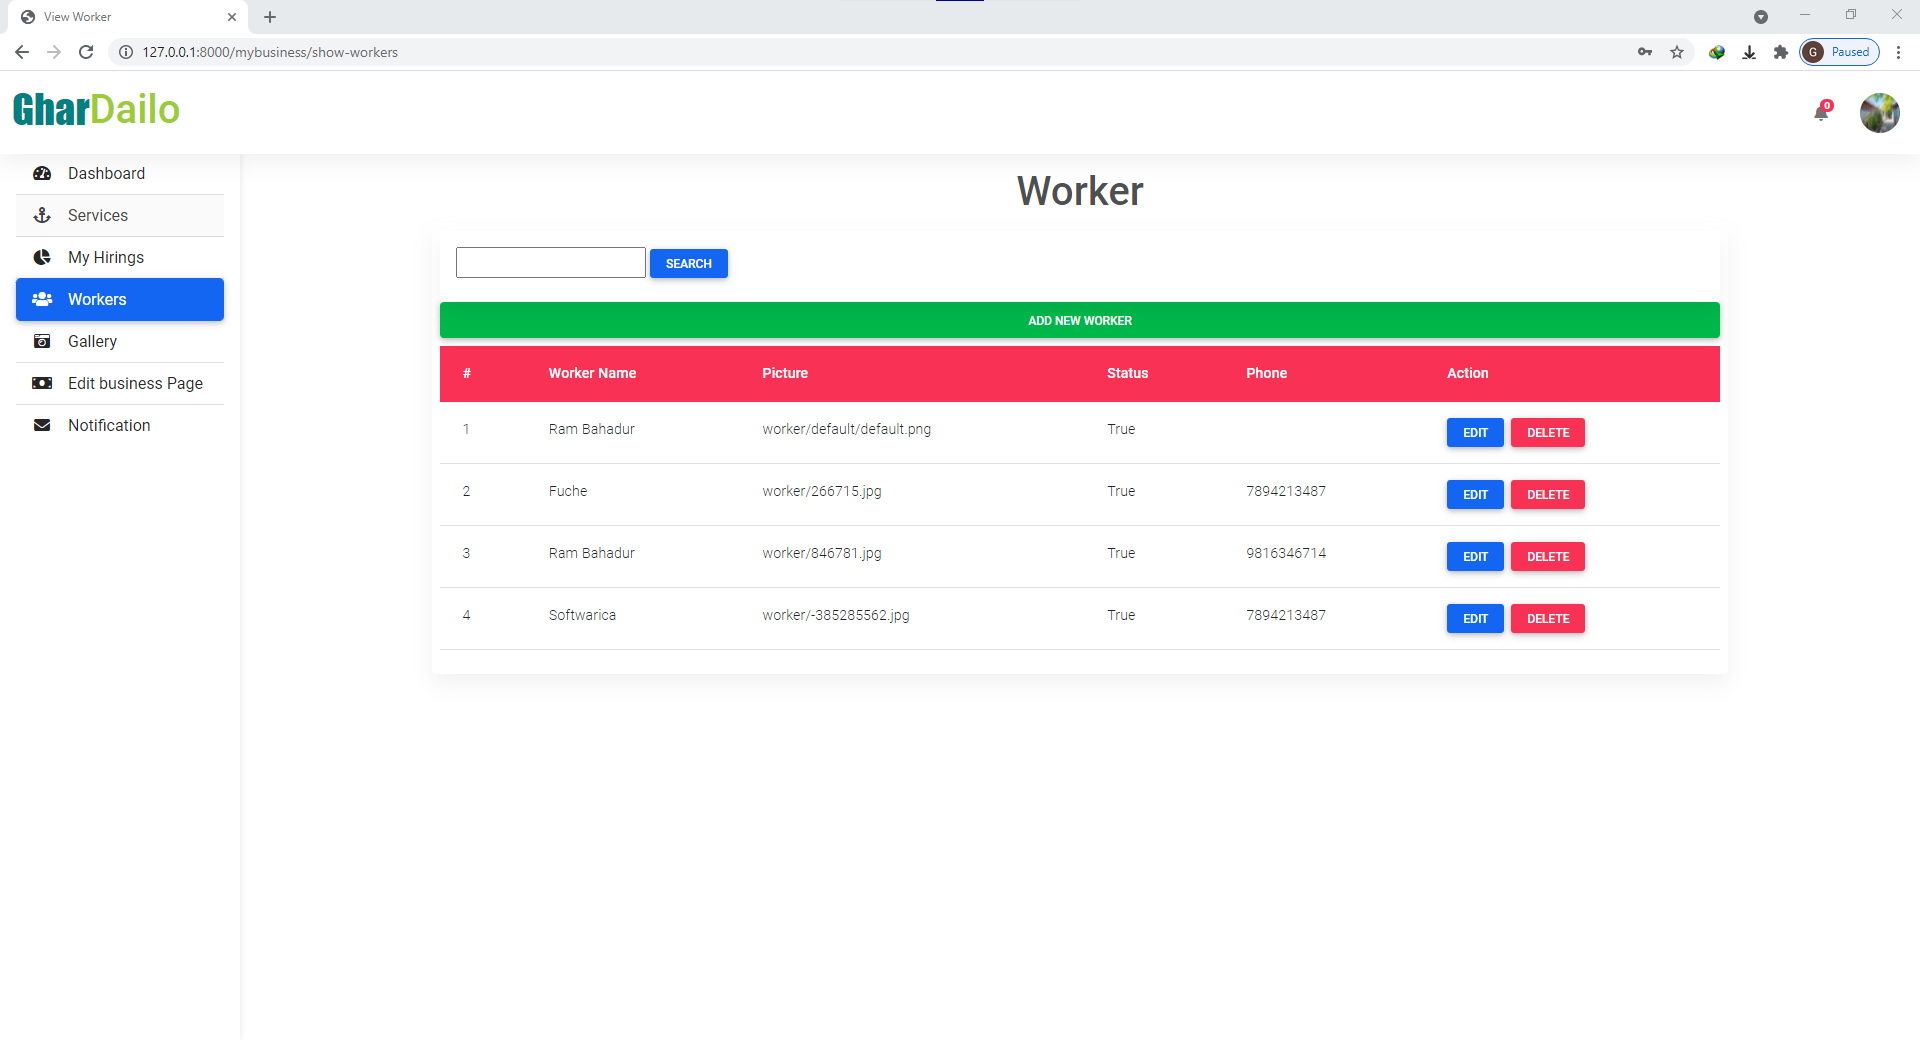 View Worker
127.0.0.1:8000/mybusiness/show-workers
G Paused
GharDailo
0
Dashboard
Services
My Hirings
Workers
Gallery
Edit business Page
Notification
Worker
SEARCH
ADD NEW WORKER
# Worker Name Picture Status Phone Action
1 Ram Bahadur worker/default/default.png True EDIT DELETE
2 Fuche worker/266715.jpg True 7894213487 EDIT DELETE
3 Ram Bahadur worker/846781.jpg True 9816346714 EDIT DELETE
4 Softwarica worker/-385285562.jpg True 7894213487 EDIT DELETE